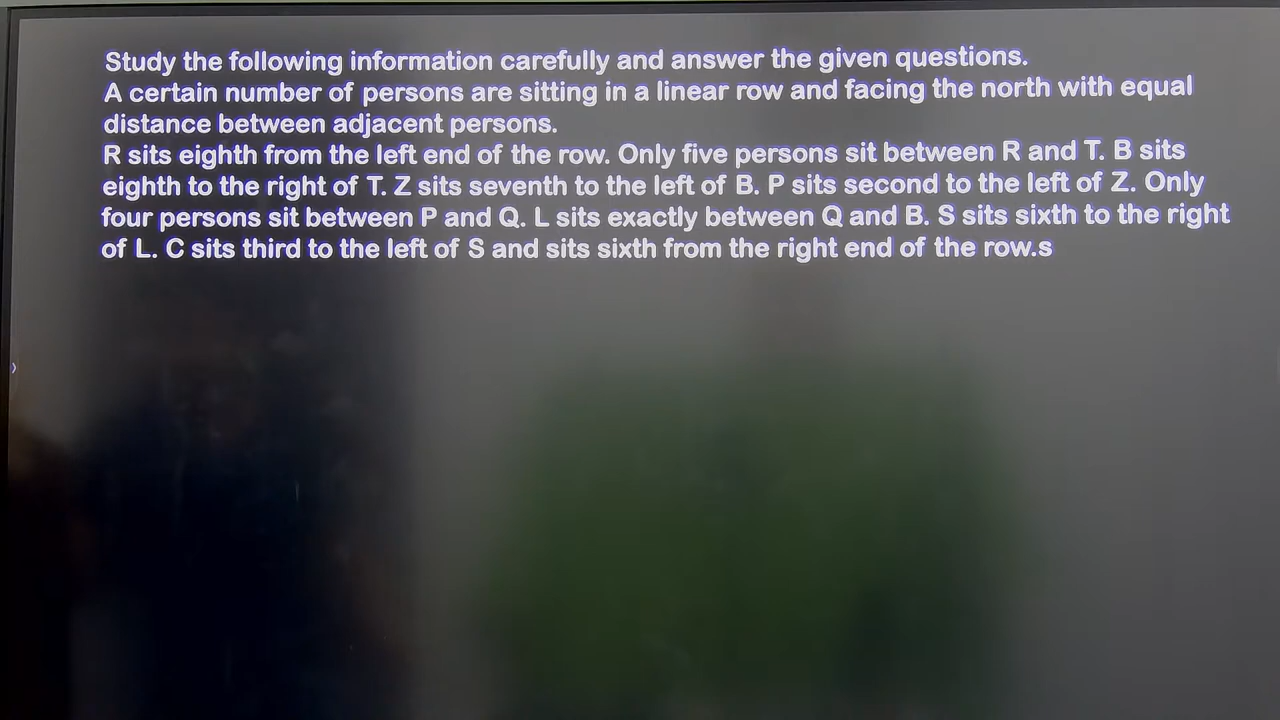 Study the following information carefully and answer the given questions.
A certain number of persons are sitting in a linear row and facing the north with equal
distance between adjacent persons.
R sits eighth from the left end of the row. Only five persons sit between R and T. B sits
eighth to the right of T. Z sits seventh to the left of B. P sits second to the left of Z. Only
four persons sit between P and Q. L sits exactly between Q and B. S sits sixth to the right
of L. C sits third to the left of S and sits sixth from the right end of the row.s